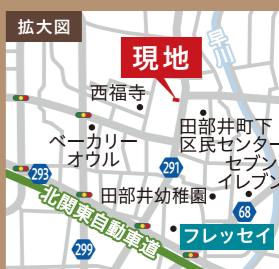 拡大図
現地
早川
西福寺
田部井町下
区民センター
ベーカリー
オウル
セブン
イレブン
291
293
田部井幼稚園
68
北関東自動車道
フレッセイ
299